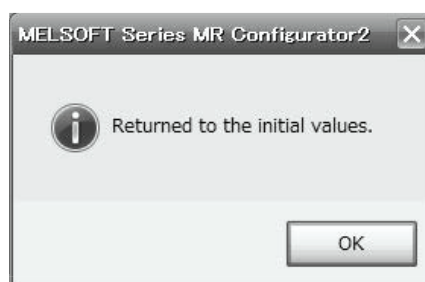 MELSOFT Series MR Configurator2
Returned to the initial values.
OK